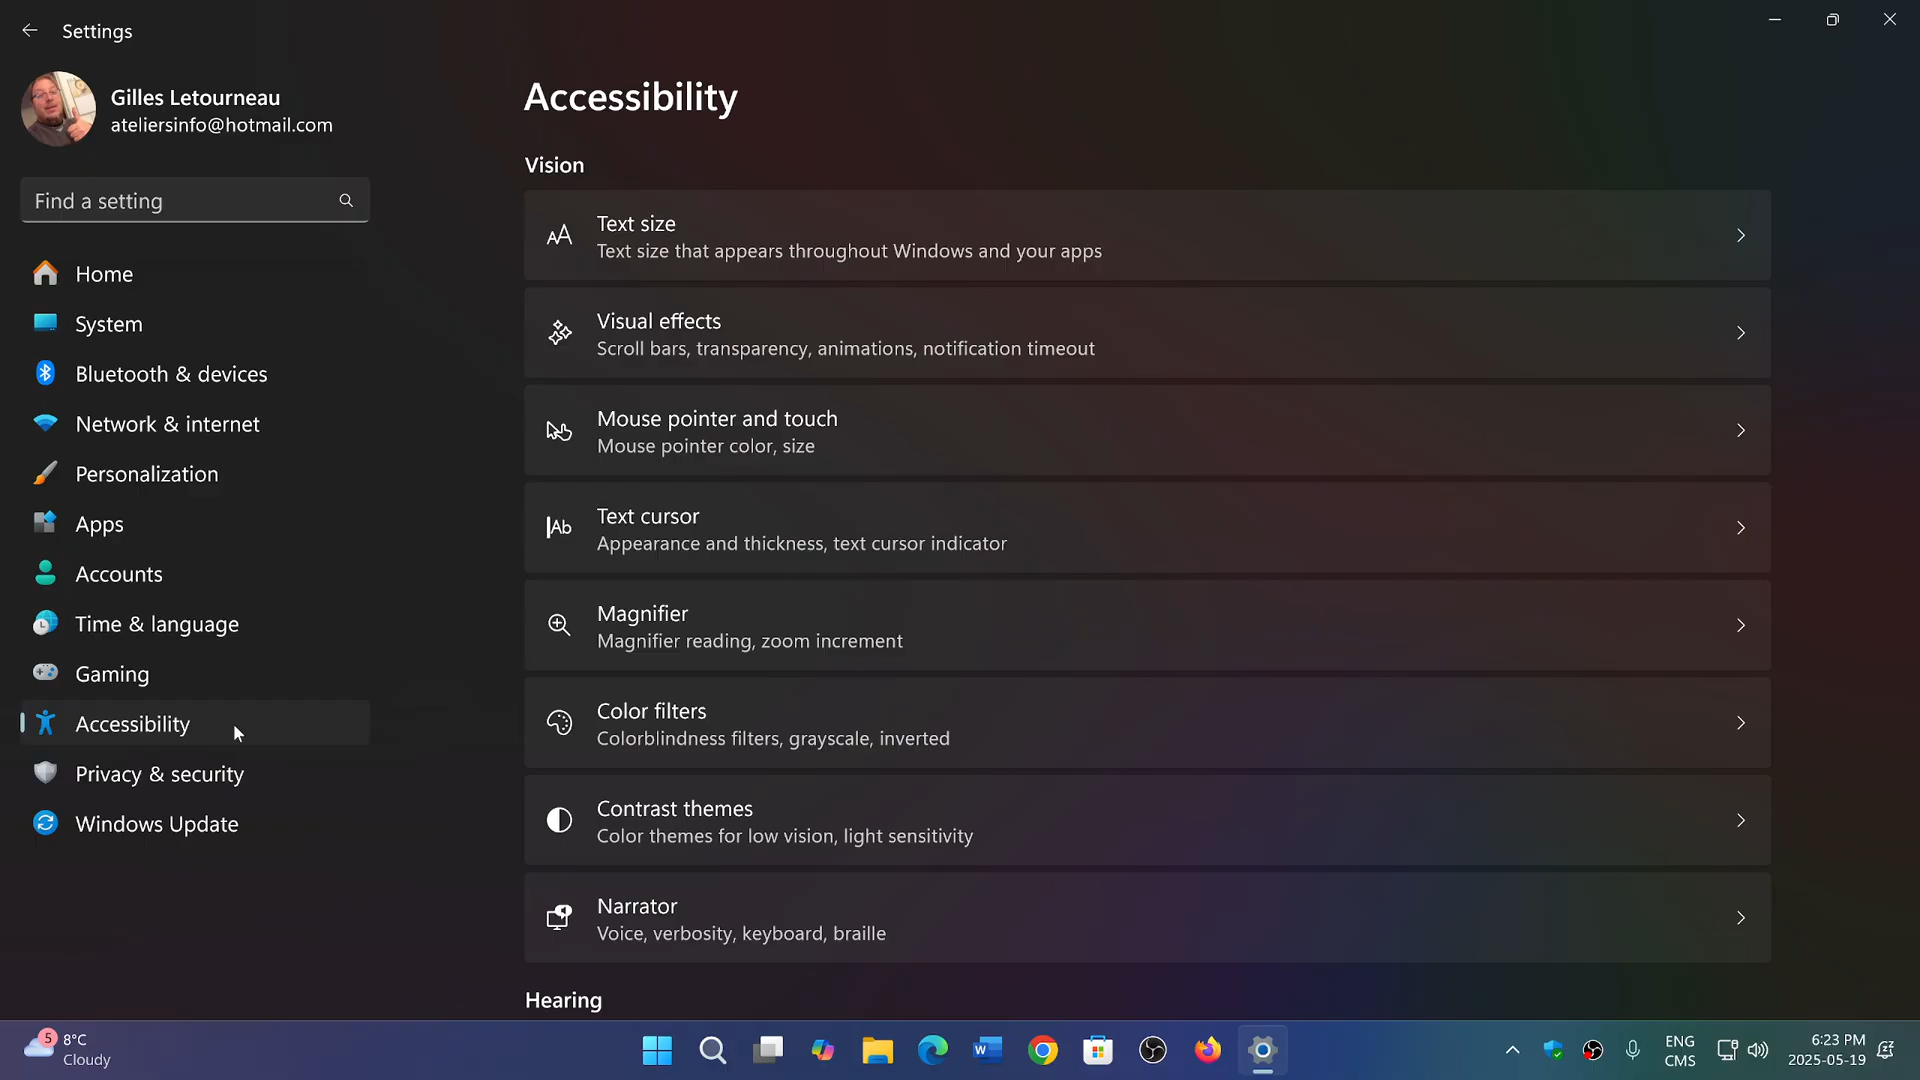 Settings
Gilles Letourneau
ateliersinfo@hotmail.com
Find a setting
Home
System
Bluetooth & devices
Network & internet
Personalization
Apps
Accounts
Time & language
Gaming
Accessibility
Privacy & security
Windows Update
Accessibility
Vision
Text size
Text size that appears throughout Windows and your apps
Visual effects
Scroll bars, transparency, animations, notification timeout
Mouse pointer and touch
Mouse pointer color, size
Text cursor
Appearance and thickness, text cursor indicator
Magnifier
Magnifier reading, zoom increment
Color filters
Colorblindness filters, grayscale, inverted
Contrast themes
Color themes for low vision, light sensitivity
Narrator
Voice, verbosity, keyboard, braille
Hearing
5
8°C
Cloudy
ENG
CMS
6:23 PM
2025-05-19